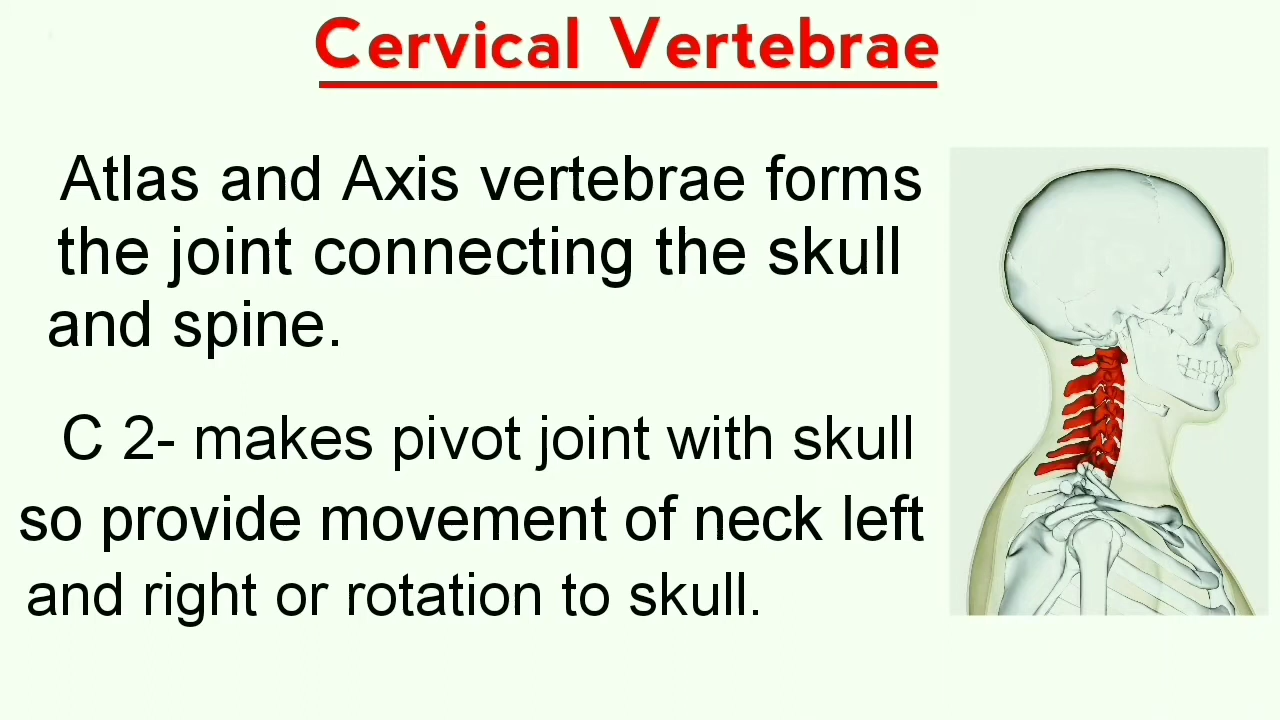 Cervical Vertebrae
Atlas and Axis vertebrae forms
the joint connecting the skull
and spine.
C 2- makes pivot joint with skull
so provide movement of neck left
and right or rotation to skull.